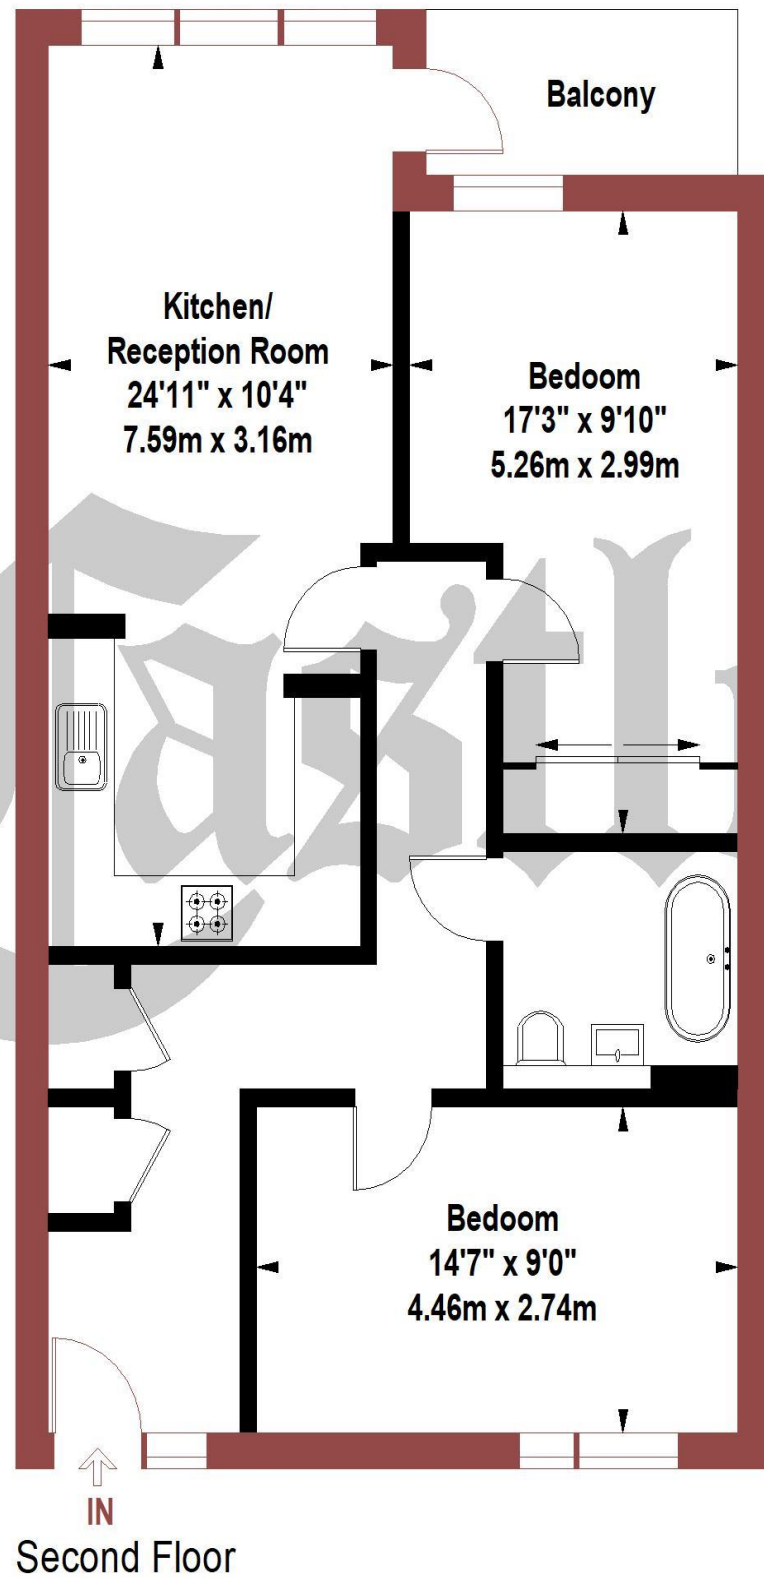 Balcony
Kitchen/
Reception Room
24'11" x 10'4"
7.59m x 3.16m
Bedoom
17'3" x 9'10"
5.26m x 2.99m
Castl
Bedoom
14'7" x 9'0"
4.46m x 2.74m
IN
Second Floor